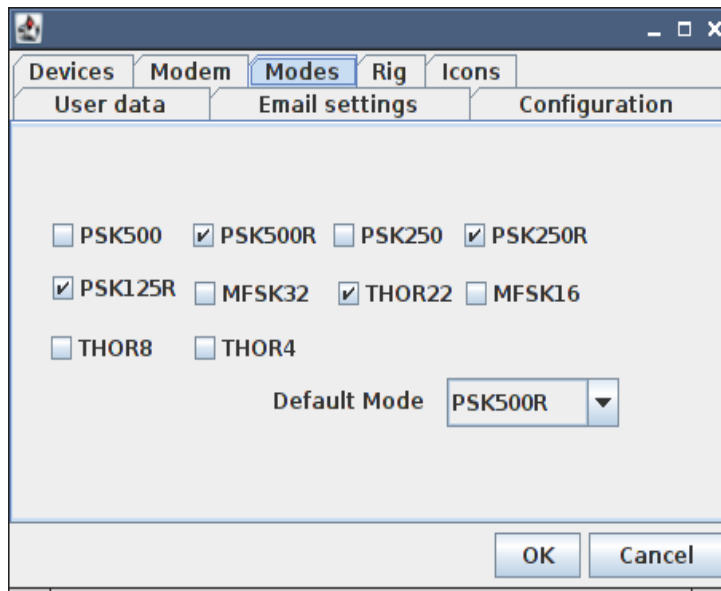 Devices Modem Modes Rig Icons
User data Email settings Configuration
PSK500 PSK500R PSK250 PSK250R
PSK125R MFSK32 THOR22 MFSK16
THOR8 THOR4
Default Mode PSK500R
OK Cancel